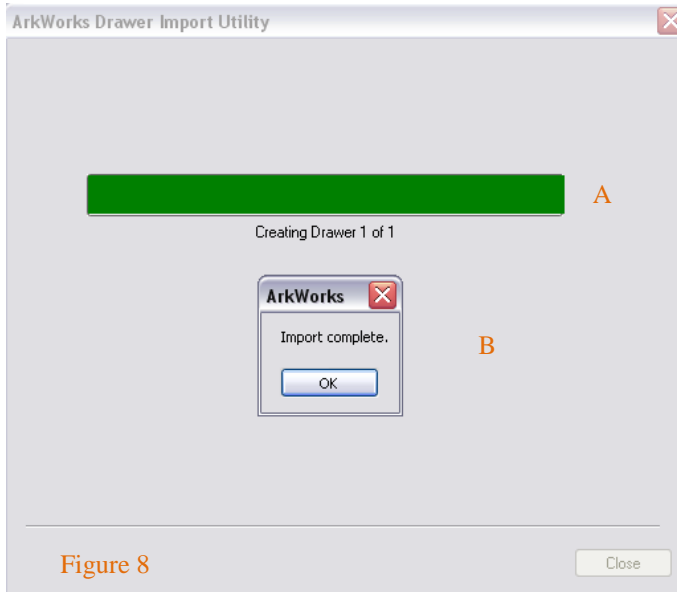 ArkWorks Drawer Import Utility
A
Creating Drawer 1 of 1
ArkWorks
Import complete.
B
OK
Figure 8
Close